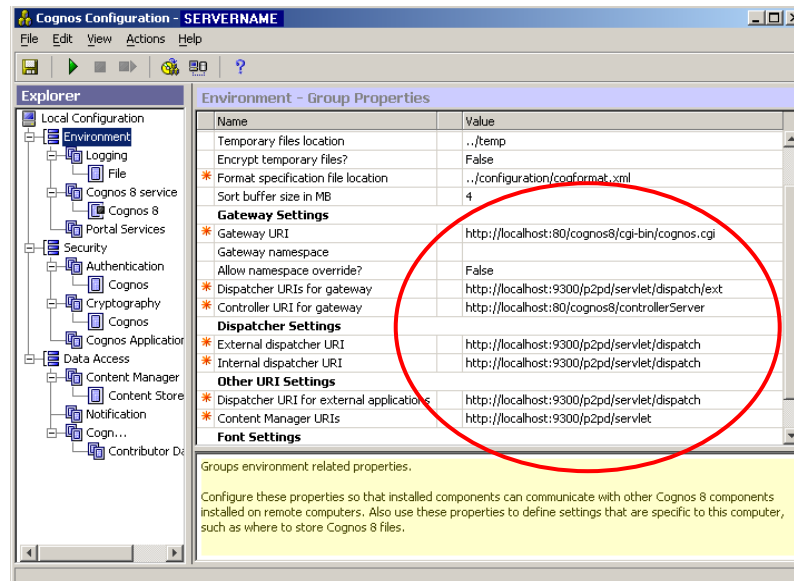 Cognos Configuration - SERVERNAME
File Edit View Actions Help
?
Explorer
Local Configuration
Environment
Logging
File
Cognos 8 service
Cognos 8
Portal Services
Security
Authentication
Cognos
Cryptography
Cognos
Cognos Application
Data Access
Content Manager
Content Store
Notification
Cogn...
Contributor Da
Environment - Group Properties
Name Value
Temporary files location ../temp
Encrypt temporary files? False
* Format specification file location ../configuration/cogformat.xml
Sort buffer size in MB 4
Gateway Settings
* Gateway URI http://localhost:80/cognos8/cgi-bin/cognos.cgi
Gateway namespace
Allow namespace override? False
* Dispatcher URIs for gateway http://localhost:9300/p2pd/servlet/dispatch/ext
* Controller URI for gateway http://localhost:80/cognos8/controllerServer
Dispatcher Settings
* External dispatcher URI http://localhost:9300/p2pd/servlet/dispatch
* Internal dispatcher URI http://localhost:9300/p2pd/servlet/dispatch
Other URI Settings
* Dispatcher URI for external applications http://localhost:9300/p2pd/servlet/dispatch
* Content Manager URIs http://localhost:9300/p2pd/servlet
Font Settings
Groups environment related properties.
Configure these properties so that installed components can communicate with other Cognos 8 components
installed on remote computers. Also use these properties to define settings that are specific to this computer,
such as where to store Cognos 8 files.